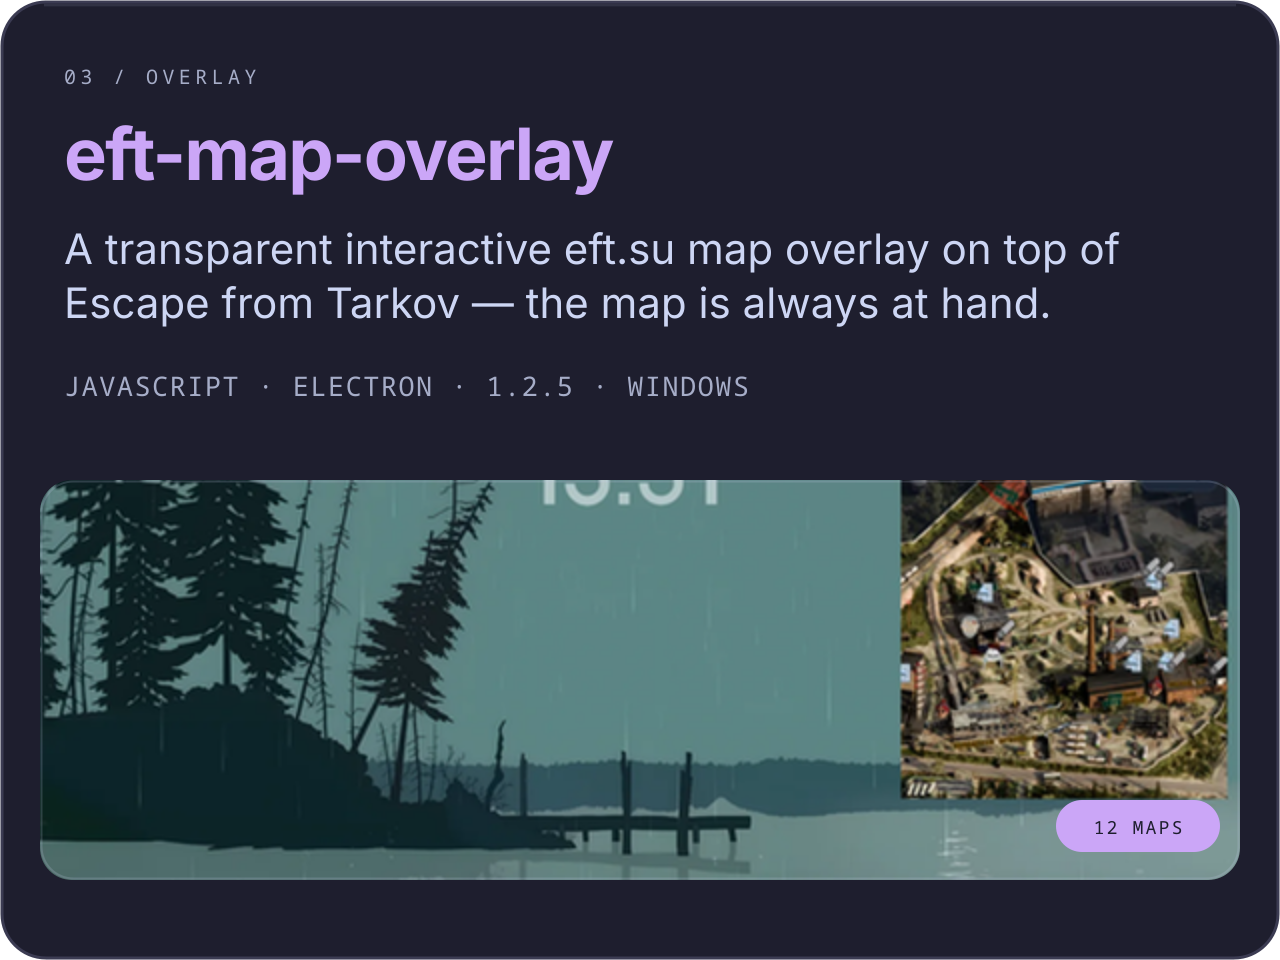 03 / OVERLAY
eft-map-overlay
A transparent interactive eft.su map overlay on top of
Escape from Tarkov — the map is always at hand.
JAVASCRIPT · ELECTRON · 1.2.5 · WINDOWS
12 MAPS